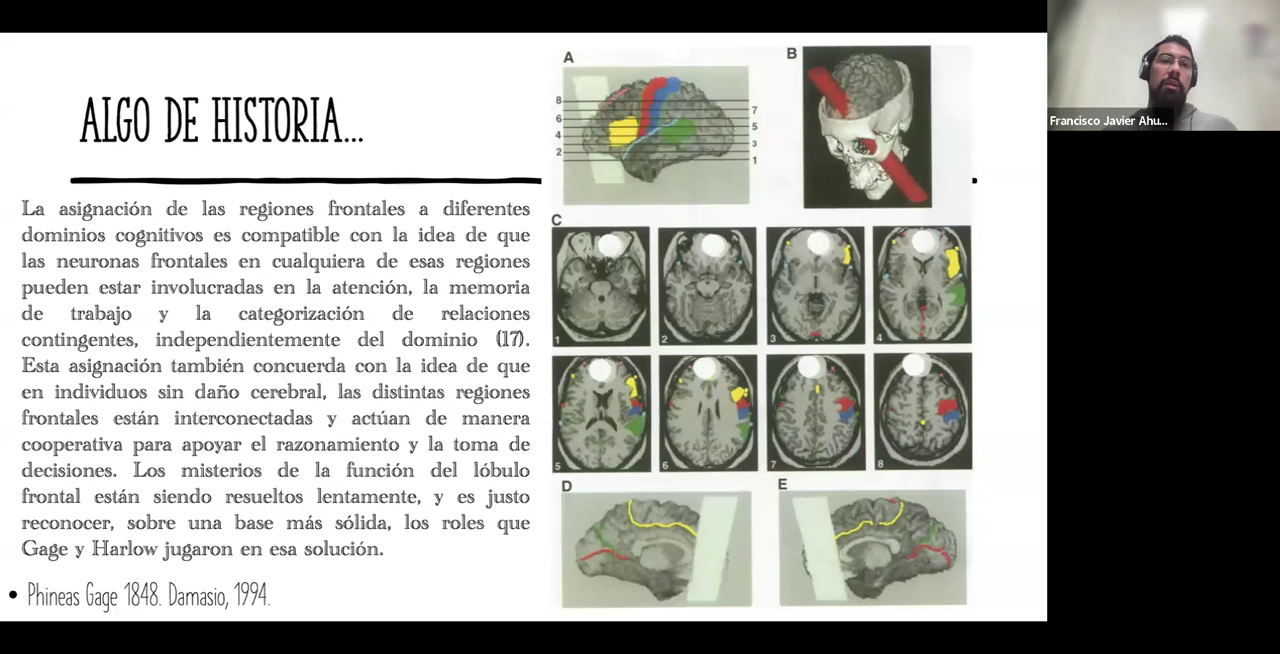 ALGO DE HISTORIA...
La asignación de las regiones frontales a diferentes
dominios cognitivos es compatible con la idea de que
las neuronas frontales en cualquiera de esas regiones
pueden estar involucradas en la atención, la memoria
de trabajo y la categorización de relaciones
contingentes, independientemente del dominio (17).
Esta asignación también concuerda con la idea de que
en individuos sin daño cerebral, las distintas regiones
frontales están interconectadas y actúan de manera
cooperativa para apoyar el razonamiento y la toma de
decisiones. Los misterios de la función del lóbulo
frontal están siendo resueltos lentamente, y es justo
reconocer, sobre una base más sólida, los roles que
Gage y Harlow jugaron en esa solución.
• Phineas Gage 1848. Damasio, 1994.
A
8
6
4
2
7
5
3
1
B
C
1
2
3
4
5
6
7
8
D
E
Francisco Javier Ahu...